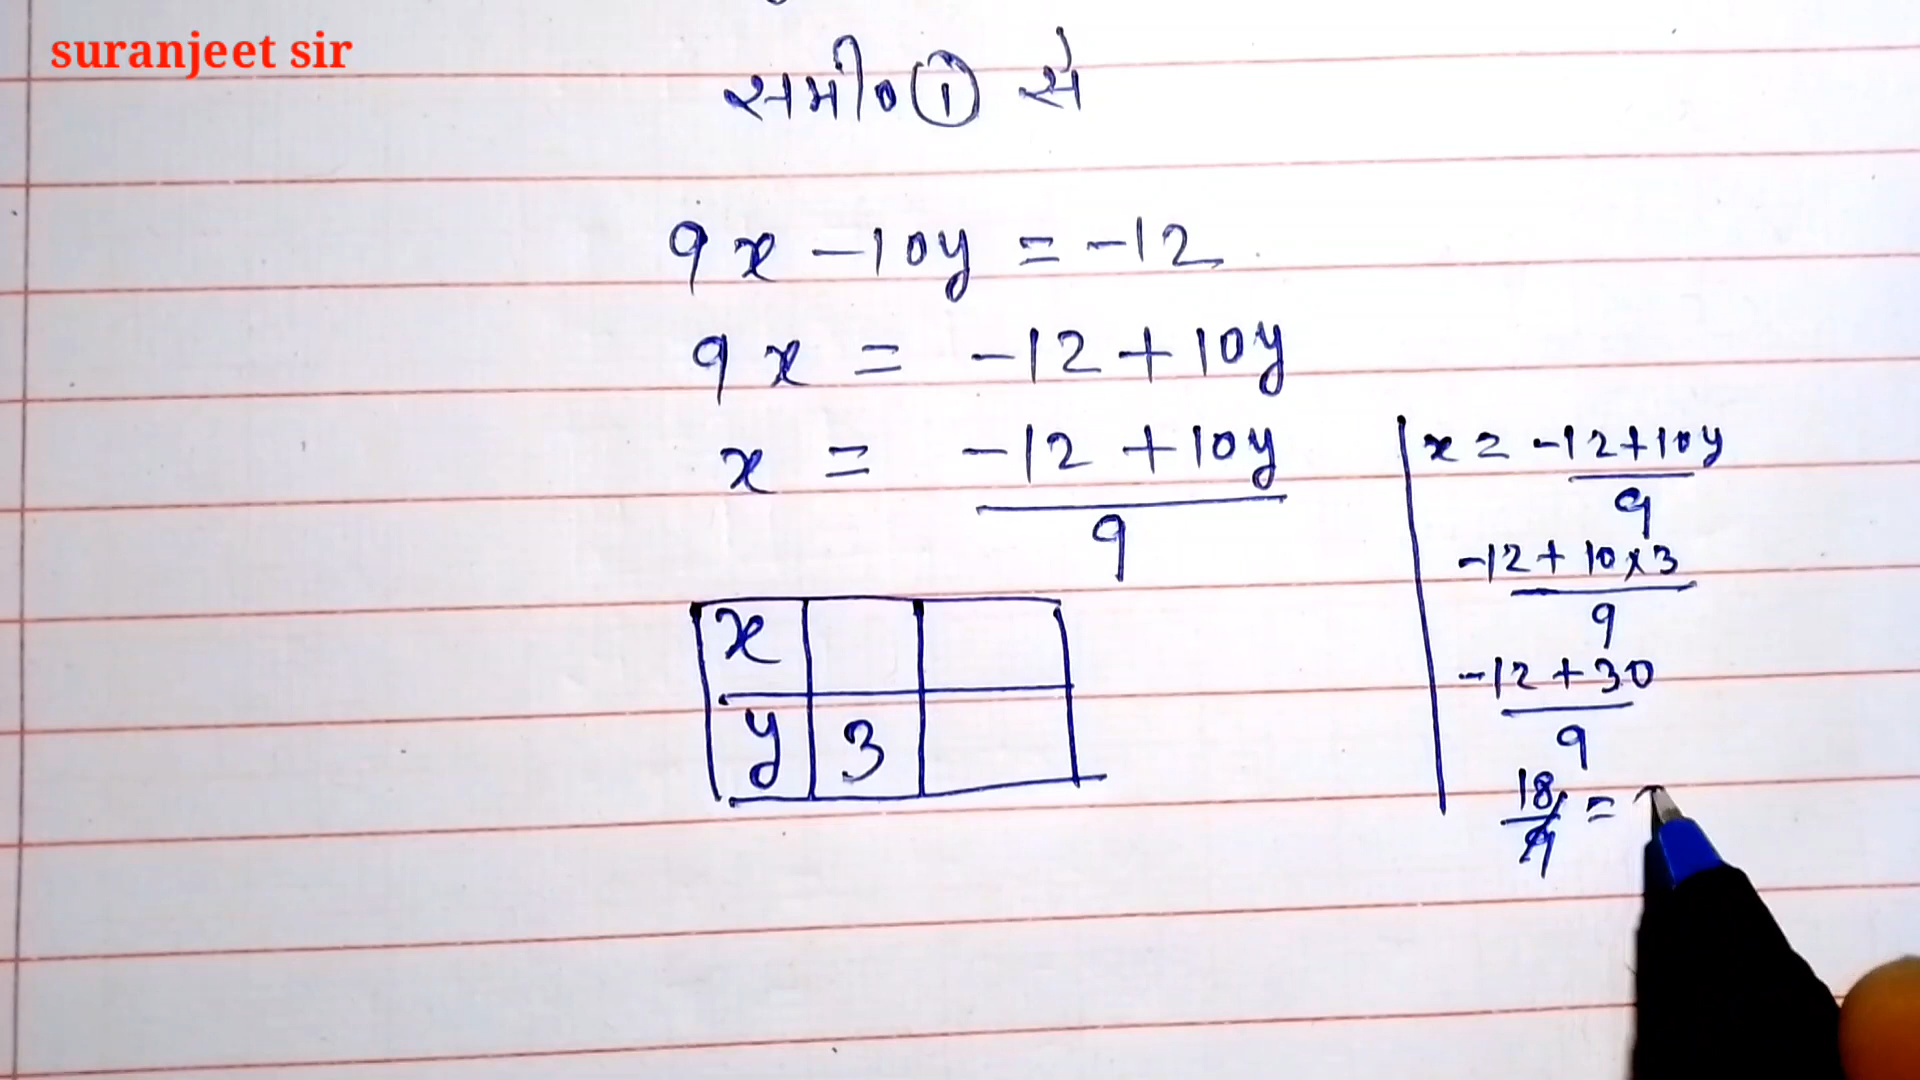 suranjeet sir
समी० ① से
9x - 10y = -12
9x = -12 + 10y
x = -12 + 10y
9
x
y 3
x = -12+10y
9
-12 + 10×3
9
-12 + 30
9
18
9 =